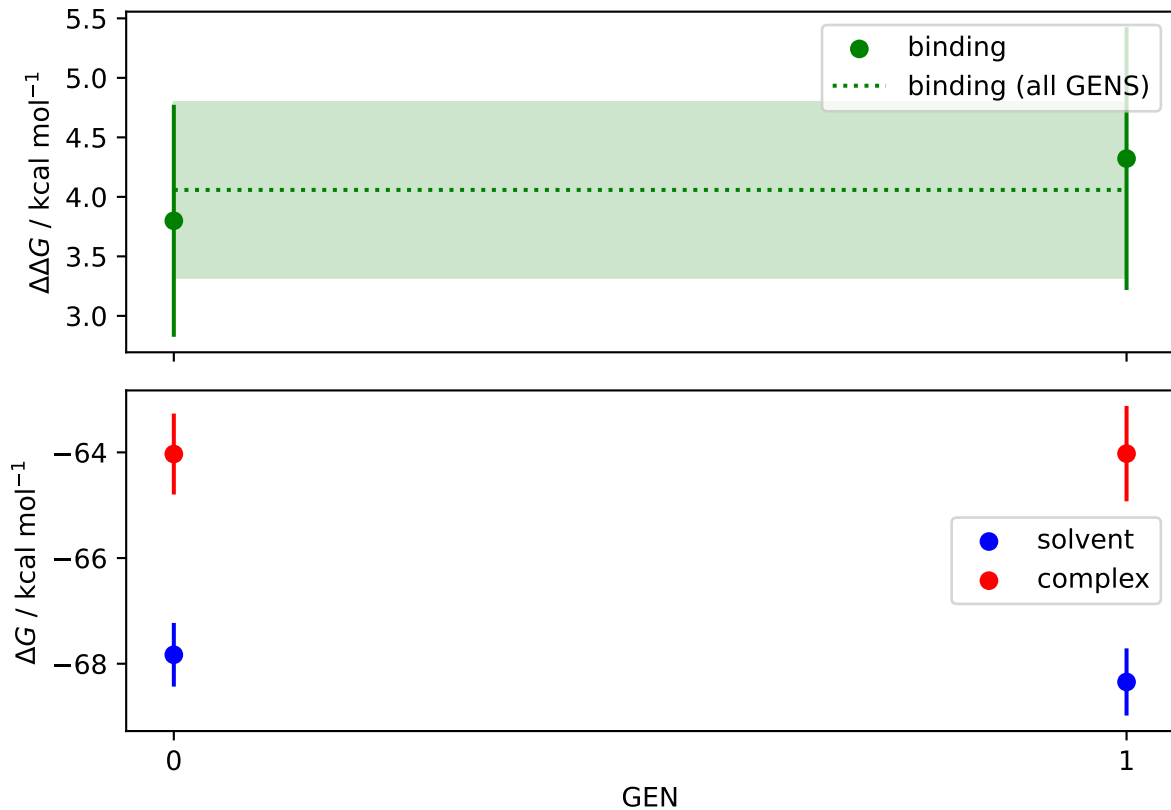 5.5
5.0
4.5
4.0
3.5
3.0
ΔΔG / kcal mol⁻¹
binding
binding (all GENS)
−64
−66
−68
ΔG / kcal mol⁻¹
solvent
complex
0
1
GEN